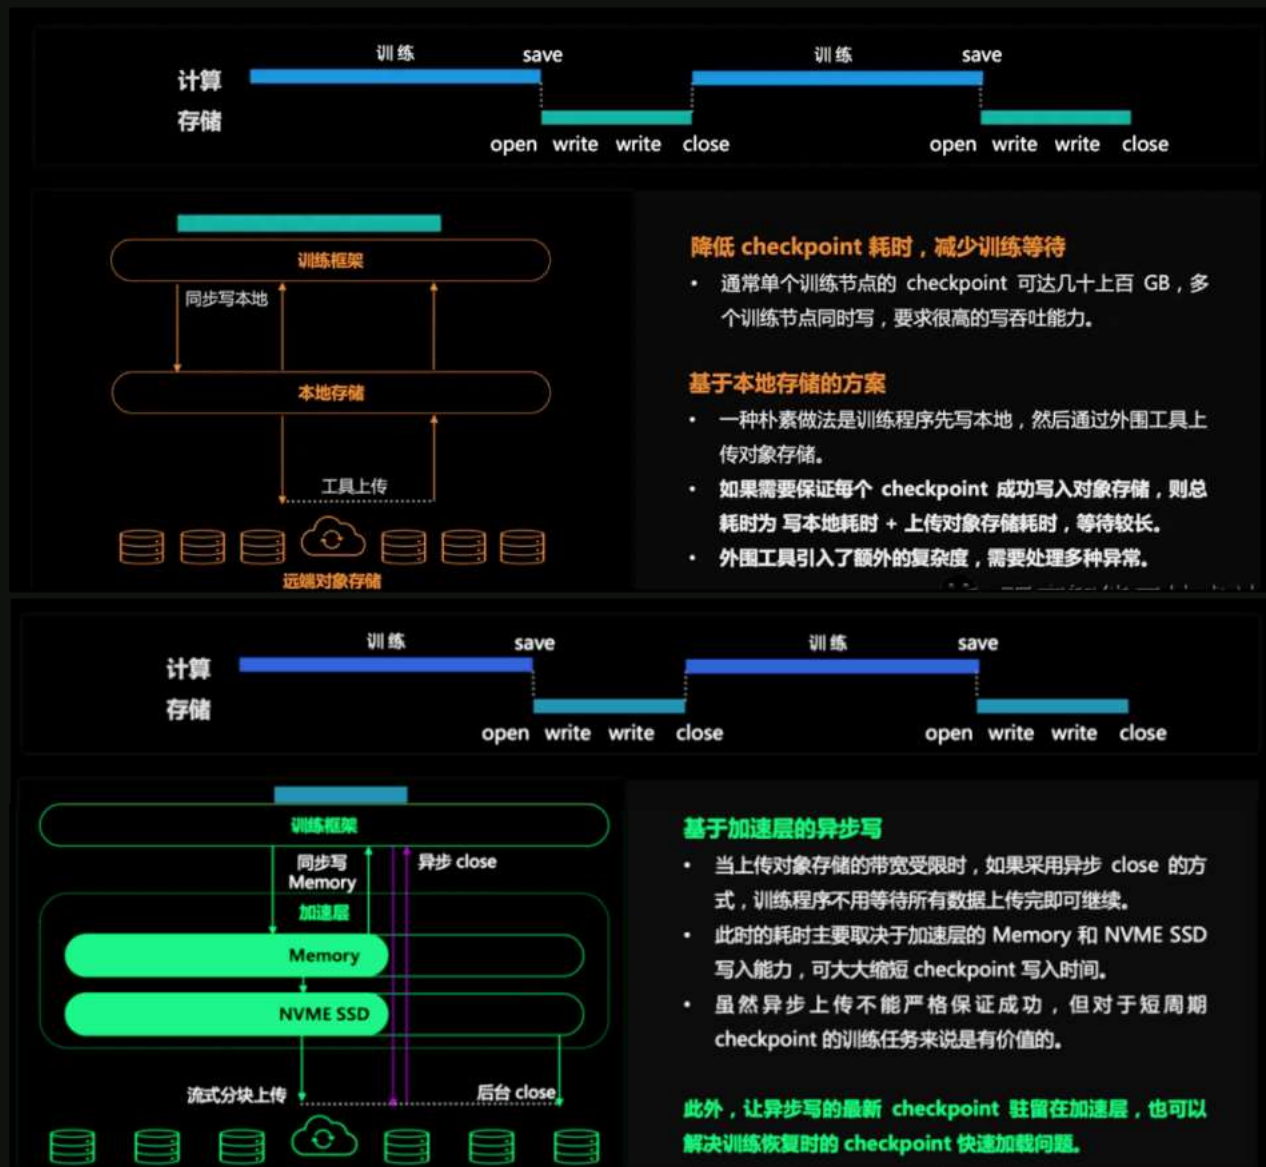 训 练 save 训 练 save
计算
存储
open write write close open write write close
训练框架
同步写本地
本地存储
工具上传
远端对象存储
降低 checkpoint 耗时，减少训练等待
• 通常单个训练节点的 checkpoint 可达几十上百 GB，多
个训练节点同时写，要求很高的写吞吐能力。
基于本地存储的方案
• 一种朴素做法是训练程序先写本地，然后通过外围工具上
传对象存储。
• 如果需要保证每个 checkpoint 成功写入对象存储，则总
耗时为 写本地耗时 + 上传对象存储耗时，等待较长。
• 外围工具引入了额外的复杂度，需要处理多种异常。
训 练 save 训 练 save
计算
存储
open write write close open write write close
训练框架
同步写
Memory
异步 close
加速层
Memory
NVME SSD
流式分块上传
后台 close
基于加速层的异步写
• 当上传对象存储的带宽受限时，如果采用异步 close 的方
式，训练程序不用等待所有数据上传完即可继续。
• 此时的耗时主要取决于加速层的 Memory 和 NVME SSD
写入能力，可大大缩短 checkpoint 写入时间。
• 虽然异步上传不能严格保证成功，但对于短周期
checkpoint 的训练任务来说是有价值的。
此外，让异步写的最新 checkpoint 驻留在加速层，也可以
解决训练恢复时的 checkpoint 快速加载问题。